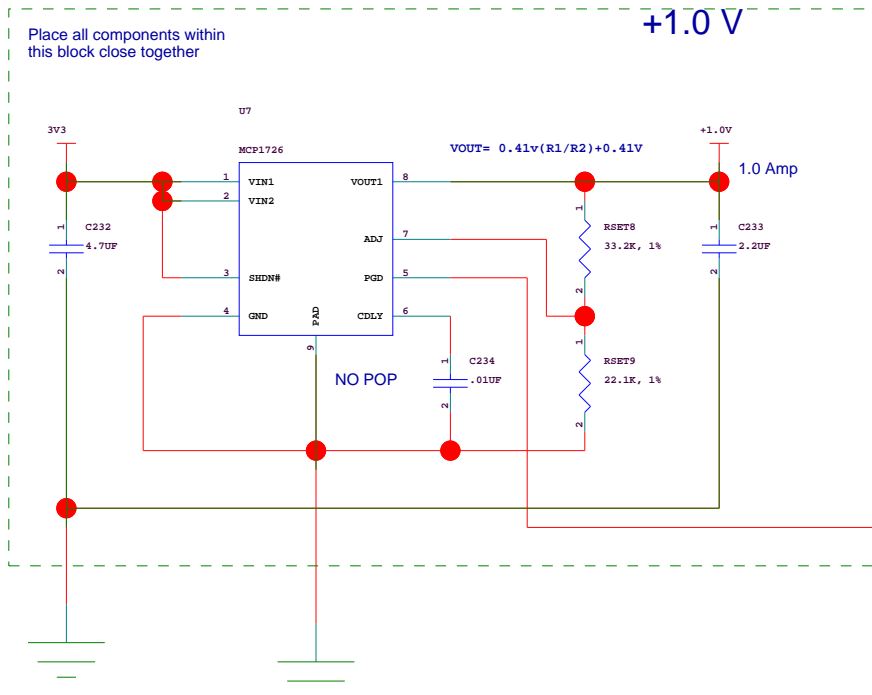 +1.0 V
Place all components within
this block close together
U7
3V3
MCP1726
VOUT= 0.41v(R1/R2)+0.41V
+1.0V
1.0 Amp
1
VIN1
VOUT1
8
2
VIN2
1
C232
4.7UF
2
1
RSET8
33.2K, 1%
2
1
C233
2.2UF
2
ADJ
7
3
SHDN#
PGD
5
4
GND
PAD
CDLY
6
9
NO POP
1
C234
.01UF
2
1
RSET9
22.1K, 1%
2